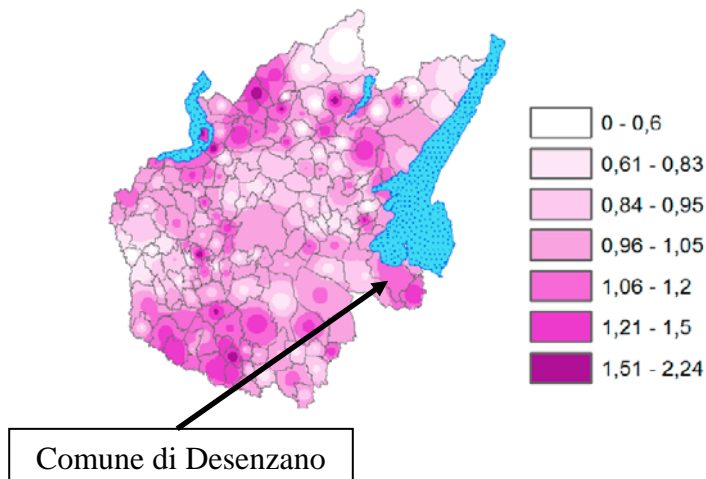 0 - 0,6
0,61 - 0,83
0,84 - 0,95
0,96 - 1,05
1,06 - 1,2
1,21 - 1,5
1,51 - 2,24
Comune di Desenzano